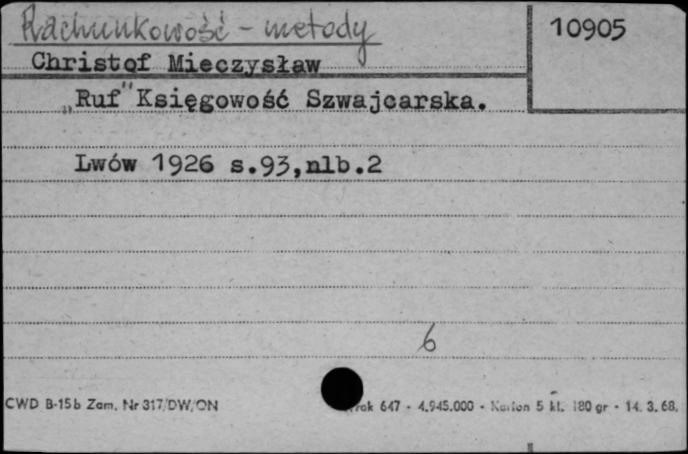 Rachunkowość - metody
10905
Christof Mieczysław
„Ruf" Księgowość Szwajcarska.
Lwów 1926 s.93,nlb.2
6
CWD B-15b Zam. Nr 317/DW/ON
647 - 4.945.000 - Karton 5 kl. 180 gr - 14. 3. 68.